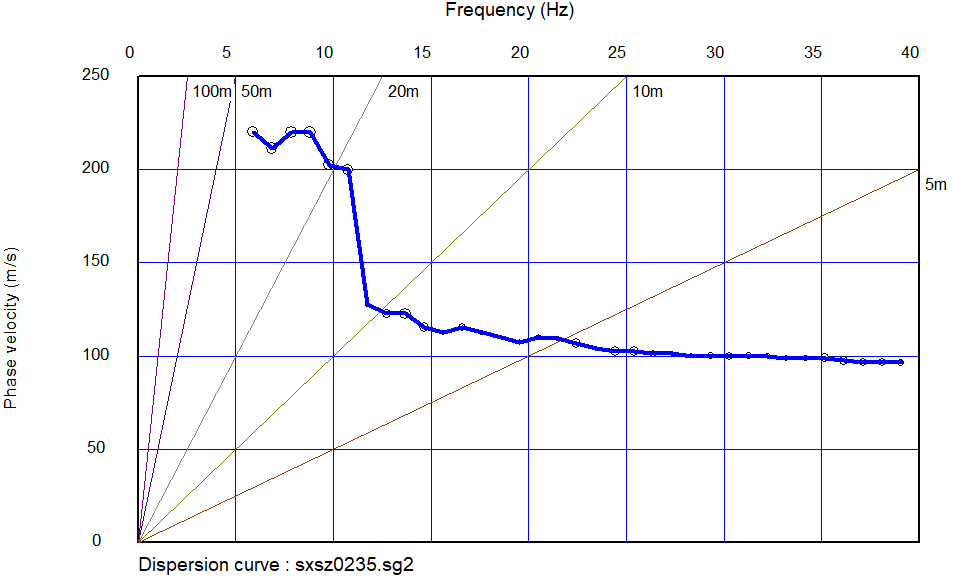 Frequency (Hz)
0 5 10 15 20 25 30 35 40
250
100m 50m 20m 10m
200
5m
150
100
50
0
Phase velocity (m/s)
Dispersion curve : sxsz0235.sg2